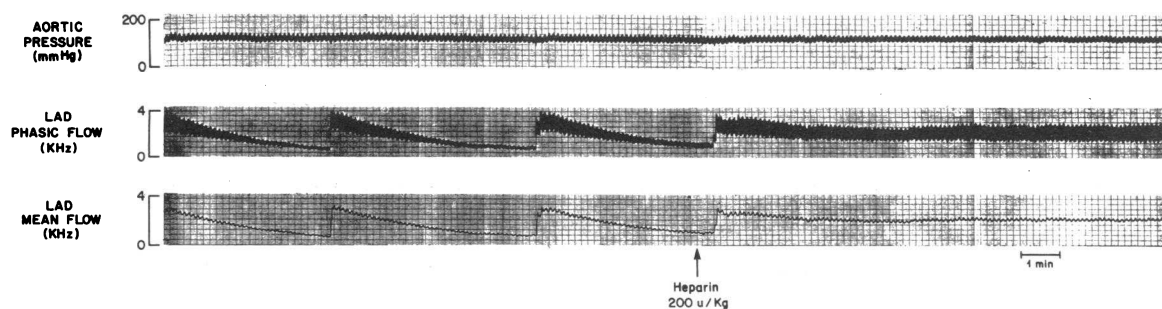 AORTIC
PRESSURE
(mmHg)
200
0
LAD
PHASIC FLOW
(KHz)
4
0
LAD
MEAN FLOW
(KHz)
4
0
1 min
Heparin
200 u/Kg